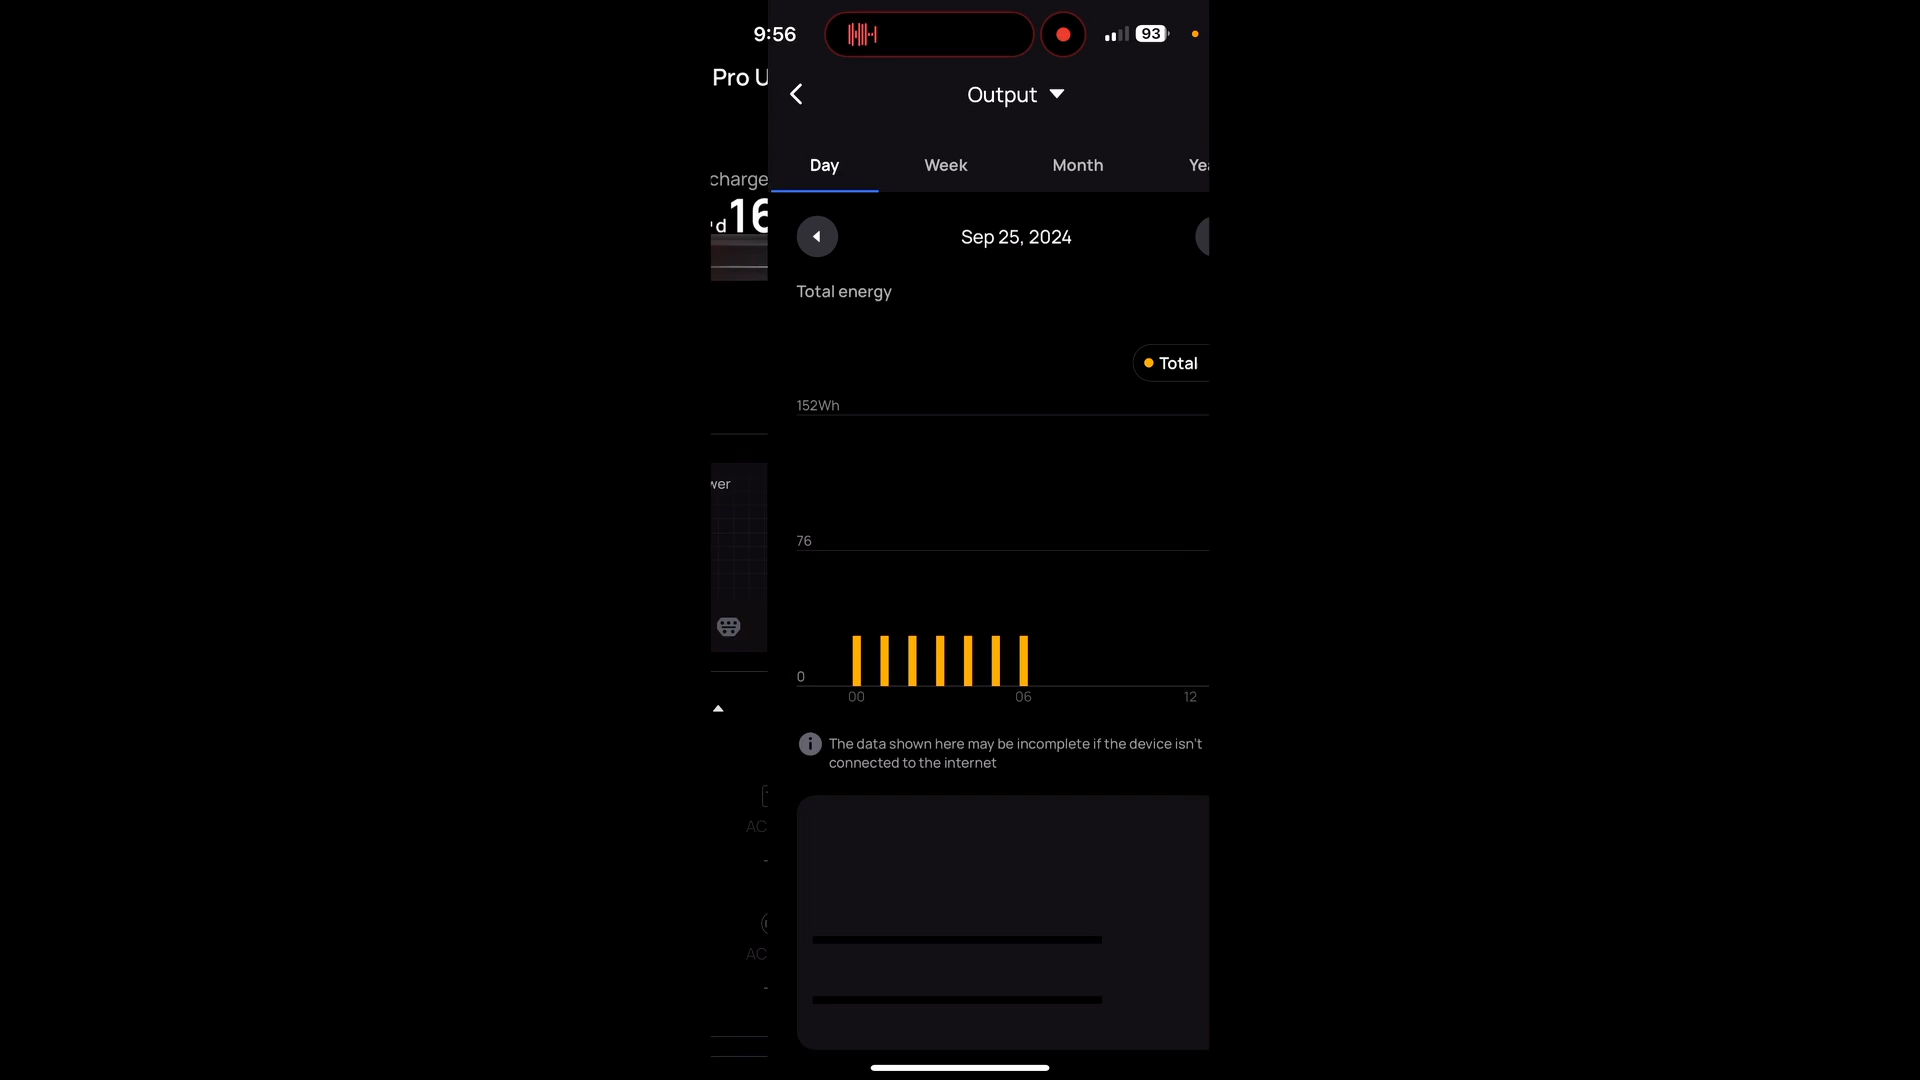 9:56
93
Pro U
Output
Day Week Month Yea
charge
d 16
Sep 25, 2024
Total energy
Total
152Wh
wer
76
0
00 06 12
The data shown here may be incomplete if the device isn't
connected to the internet
AC
AC